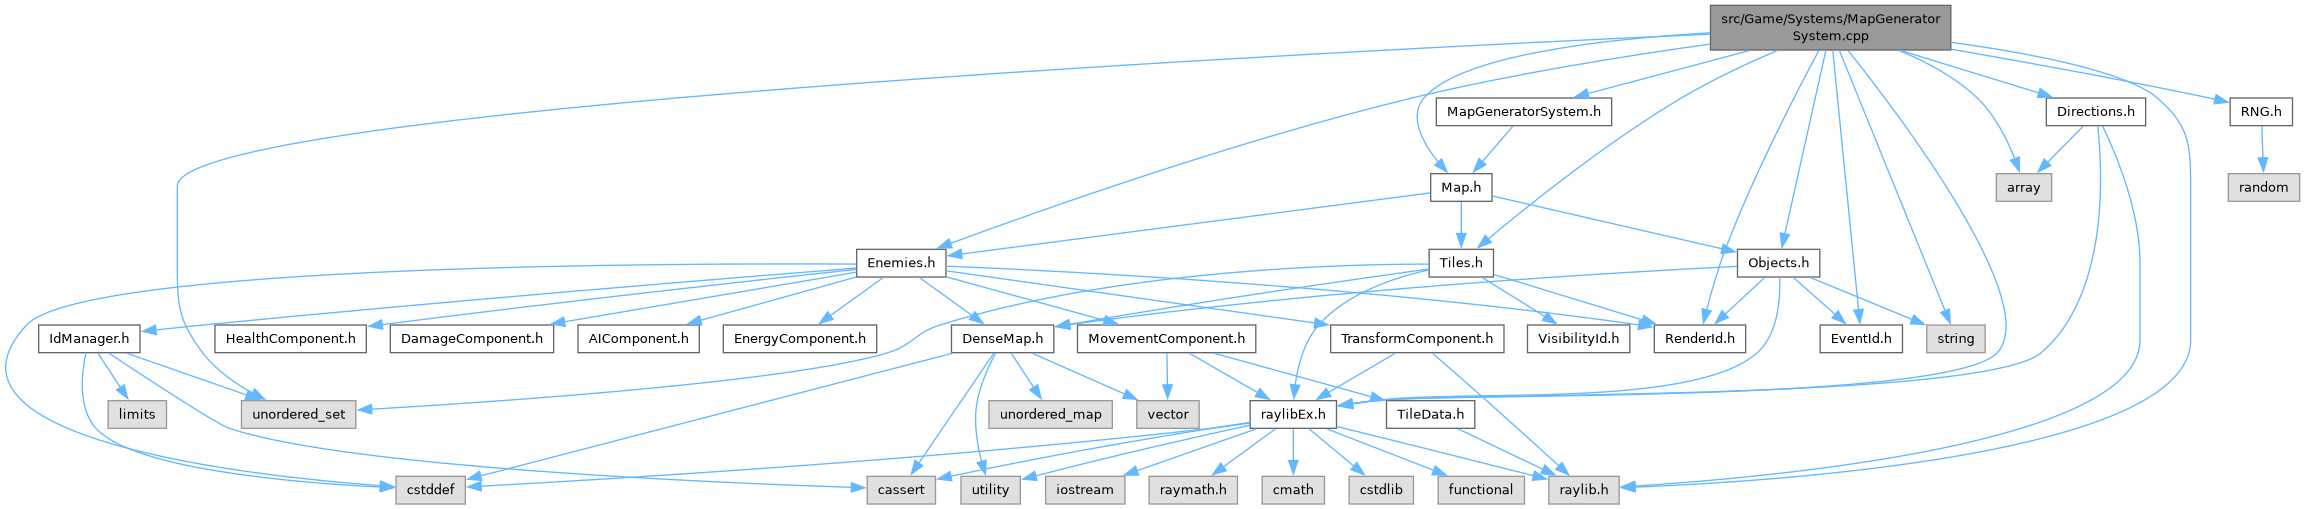 src/Game/Systems/MapGenerator
System.cpp
MapGeneratorSystem.h
Directions.h
RNG.h
Map.h
array
random
Enemies.h
Tiles.h
Objects.h
IdManager.h
HealthComponent.h
DamageComponent.h
AIComponent.h
EnergyComponent.h
DenseMap.h
MovementComponent.h
TransformComponent.h
VisibilityId.h
RenderId.h
EventId.h
string
limits
unordered_set
unordered_map
vector
raylibEx.h
TileData.h
cstddef
cassert
utility
iostream
raymath.h
cmath
cstdlib
functional
raylib.h